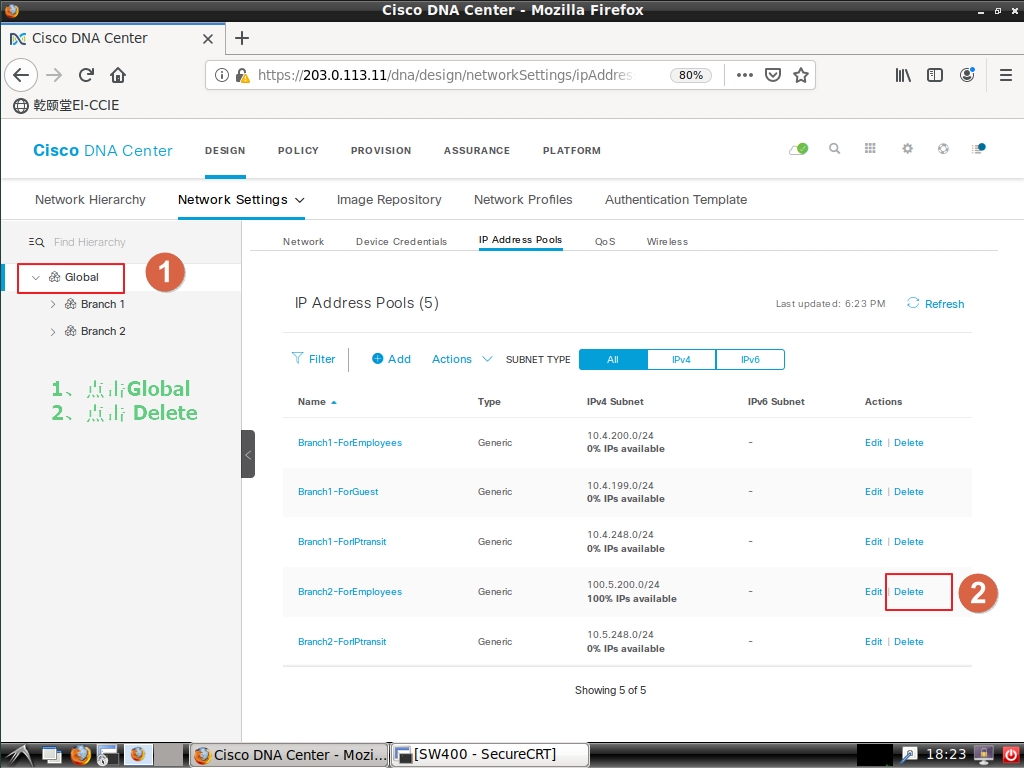 Cisco DNA Center - Mozilla Firefox
Cisco DNA Center
https://203.0.113.11/dna/design/networkSettings/ipAddres
80%
乾颐堂EI-CCIE
Cisco DNA Center
DESIGN
POLICY
PROVISION
ASSURANCE
PLATFORM
Network Hierarchy
Network Settings
Image Repository
Network Profiles
Authentication Template
Find Hierarchy
Global
1
Branch 1
Branch 2
1、点击Global
2、点击 Delete
Network
Device Credentials
IP Address Pools
QoS
Wireless
IP Address Pools (5)
Last updated: 6:23 PM
Refresh
Filter
Add
Actions
SUBNET TYPE
All
IPv4
IPv6
Name
Type
IPv4 Subnet
IPv6 Subnet
Actions
Branch1-ForEmployees
Generic
10.4.200.0/24
0% IPs available
-
Edit | Delete
Branch1-ForGuest
Generic
10.4.199.0/24
0% IPs available
-
Edit | Delete
Branch1-ForIPtransit
Generic
10.4.248.0/24
0% IPs available
-
Edit | Delete
Branch2-ForEmployees
Generic
100.5.200.0/24
100% IPs available
-
Edit | Delete
2
Branch2-ForIPtransit
Generic
10.5.248.0/24
0% IPs available
-
Edit | Delete
Showing 5 of 5
Cisco DNA Center - Mozi...
[SW400 - SecureCRT]
18:23